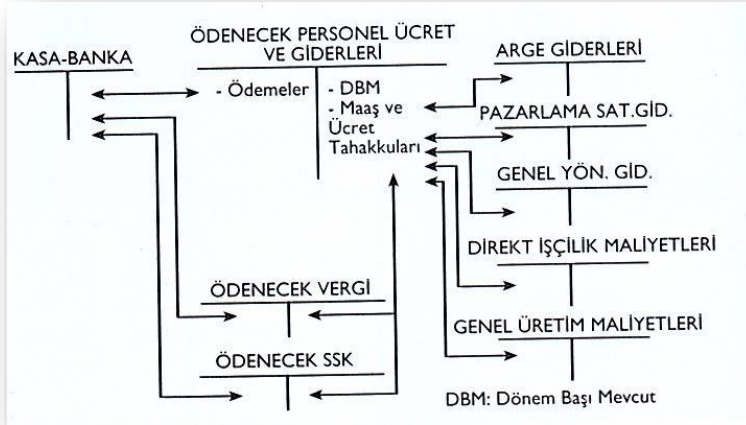 KASA-BANKA
ÖDENECEK PERSONEL ÜCRET
VE GİDERLERİ
- Ödemeler
- DBM
- Maaş ve
Ücret
Tahakkuları
ARGE GİDERLERİ
PAZARLAMA SAT.GİD.
GENEL YÖN. GİD.
DİREKT İŞÇİLİK MALİYETLERİ
GENEL ÜRETİM MALİYETLERİ
ÖDENECEK VERGİ
ÖDENECEK SSK
DBM: Dönem Başı Mevcut